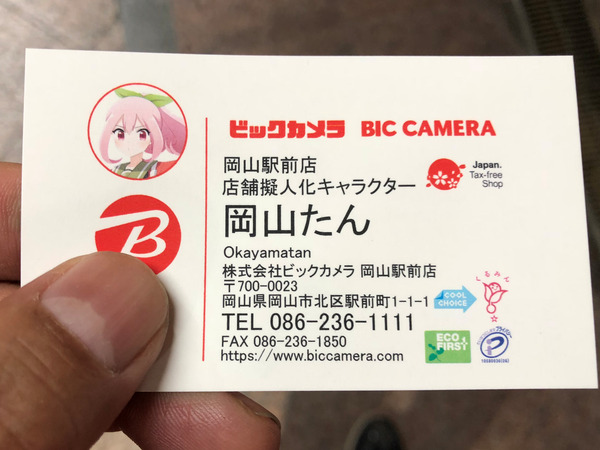 ビックカメラ BIC CAMERA
岡山駅前店
店舗擬人化キャラクター
Japan.
Tax-free
Shop
岡山たん
Okayamatan
株式会社ビックカメラ 岡山駅前店
〒700-0023
岡山県岡山市北区駅前町1-1-1
COOL
CHOICE
くるみん
TEL 086-236-1111
FAX 086-236-1850
https://www.biccamera.com
ECO
FIRST
B